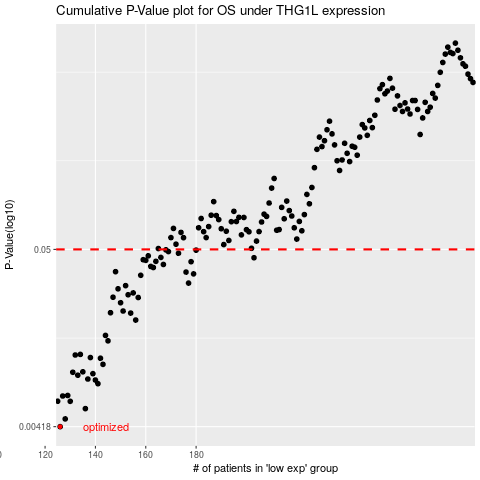 Cumulative P-Value plot for OS under THG1L expression
P-Value(log10)
0.05
0.00418
optimized
0
120
140
160
180
# of patients in 'low exp' group